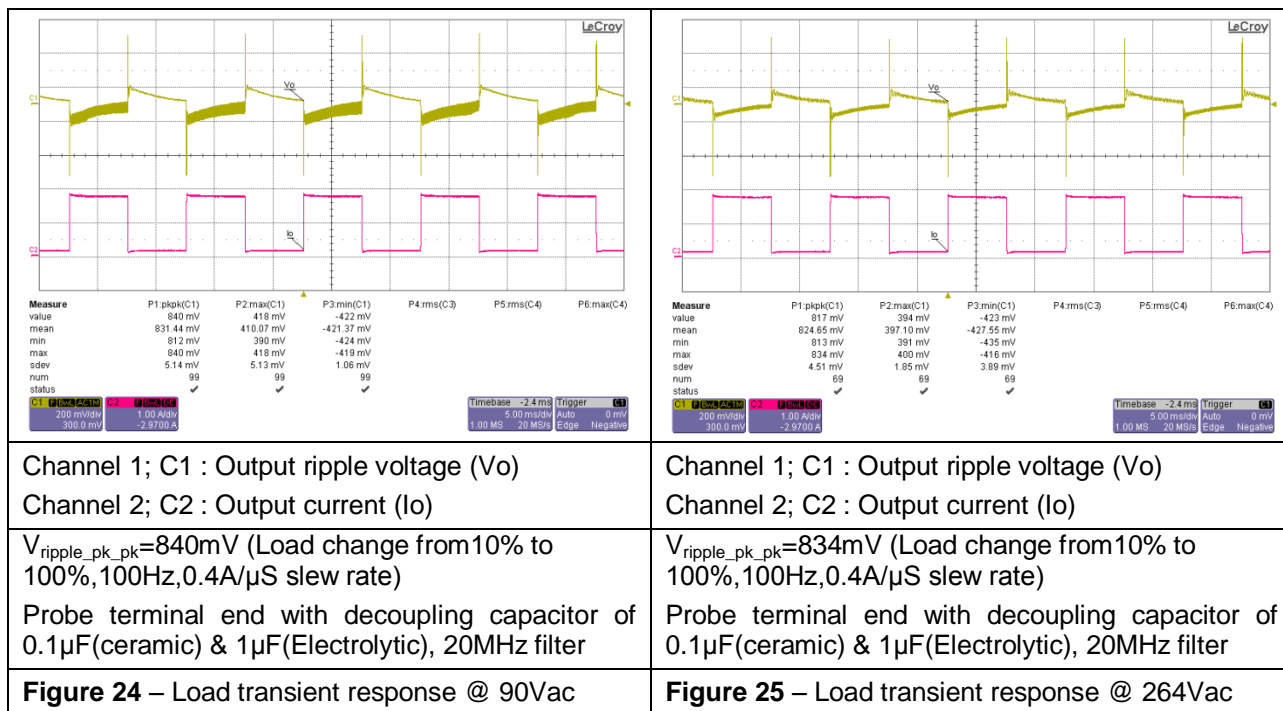 LeCroy
C1
Vo
C2
Io
Measure P1:pkpk(C1) P2:max(C1) P3:min(C1) P4:rms(C3) P5:rms(C4) P6:max(C4)
value 840 mV 418 mV -422 mV
mean 831.44 mV 410.07 mV -421.37 mV
min 812 mV 390 mV -424 mV
max 840 mV 418 mV -419 mV
sdev 5.14 mV 5.13 mV 1.06 mV
num 99 99 99
status ✓ ✓ ✓
C1 F BwL AC1M C2 F BwL DC Timebase -2.4 ms Trigger C1
200 mV/div 1.00 A/div 5.00 ms/div Auto 0 mV
300.0 mV -2.9700 A 1.00 MS 20 MS/s Edge Negative
LeCroy
C1
Vo
C2
Io
Measure P1:pkpk(C1) P2:max(C1) P3:min(C1) P4:rms(C3) P5:rms(C4) P6:max(C4)
value 817 mV 394 mV -423 mV
mean 824.65 mV 397.10 mV -427.55 mV
min 813 mV 391 mV -435 mV
max 834 mV 400 mV -416 mV
sdev 4.51 mV 1.85 mV 3.89 mV
num 69 69 69
status ✓ ✓ ✓
C1 F BwL AC1M C2 F BwL DC Timebase -2.4 ms Trigger C1
200 mV/div 1.00 A/div 5.00 ms/div Auto 0 mV
300.0 mV -2.9700 A 1.00 MS 20 MS/s Edge Negative
Channel 1; C1 : Output ripple voltage (Vo)
Channel 2; C2 : Output current (Io)
Channel 1; C1 : Output ripple voltage (Vo)
Channel 2; C2 : Output current (Io)
Vripple_pk_pk=840mV (Load change from10% to
100%,100Hz,0.4A/µS slew rate)
Probe terminal end with decoupling capacitor of
0.1µF(ceramic) & 1µF(Electrolytic), 20MHz filter
Vripple_pk_pk=834mV (Load change from10% to
100%,100Hz,0.4A/µS slew rate)
Probe terminal end with decoupling capacitor of
0.1µF(ceramic) & 1µF(Electrolytic), 20MHz filter
Figure 24 – Load transient response @ 90Vac
Figure 25 – Load transient response @ 264Vac